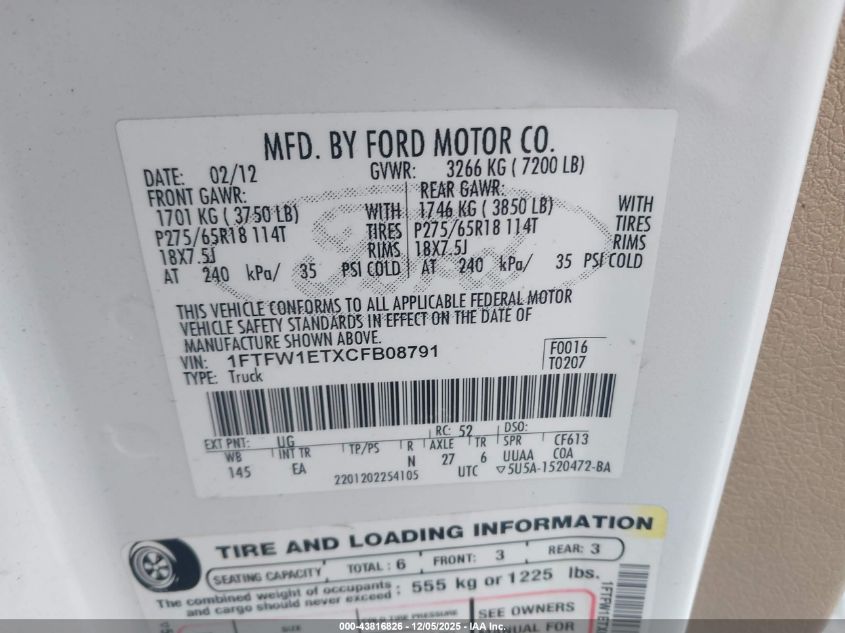 MFD. BY FORD MOTOR CO.
DATE: 02/12 GVWR: 3266 KG ( 7200 LB)
FRONT GAWR: REAR GAWR:
1701 KG ( 3750 LB) WITH 1746 KG ( 3850 LB) WITH
P275/65R18 114T TIRES P275/65R18 114T TIRES
18X7.5J RIMS 18X7.5J RIMS
AT 240 kPa/ 35 PSI COLD AT 240 kPa/ 35 PSI COLD
Ford
THIS VEHICLE CONFORMS TO ALL APPLICABLE FEDERAL MOTOR
VEHICLE SAFETY STANDARDS IN EFFECT ON THE DATE OF
MANUFACTURE SHOWN ABOVE.
VIN: 1FTFW1ETXCFB08791 F0016
TYPE: Truck T0207
EXT PNT: UG RC: 52 DSO:
WB INT TR TP/PS R AXLE TR SPR CF613
145 EA N 27 6 UUAA COA
2201202254105 UTC ▽5U5A-1520472-BA
TIRE AND LOADING INFORMATION
SEATING CAPACITY TOTAL : 6 FRONT: 3 REAR: 3
The combined weight of occupants and cargo should never exceed : 555 kg or 1225 lbs.
SIZE SEE OWNERS
MANUAL FOR
000-43816826 - 12/05/2025 - IAA Inc.